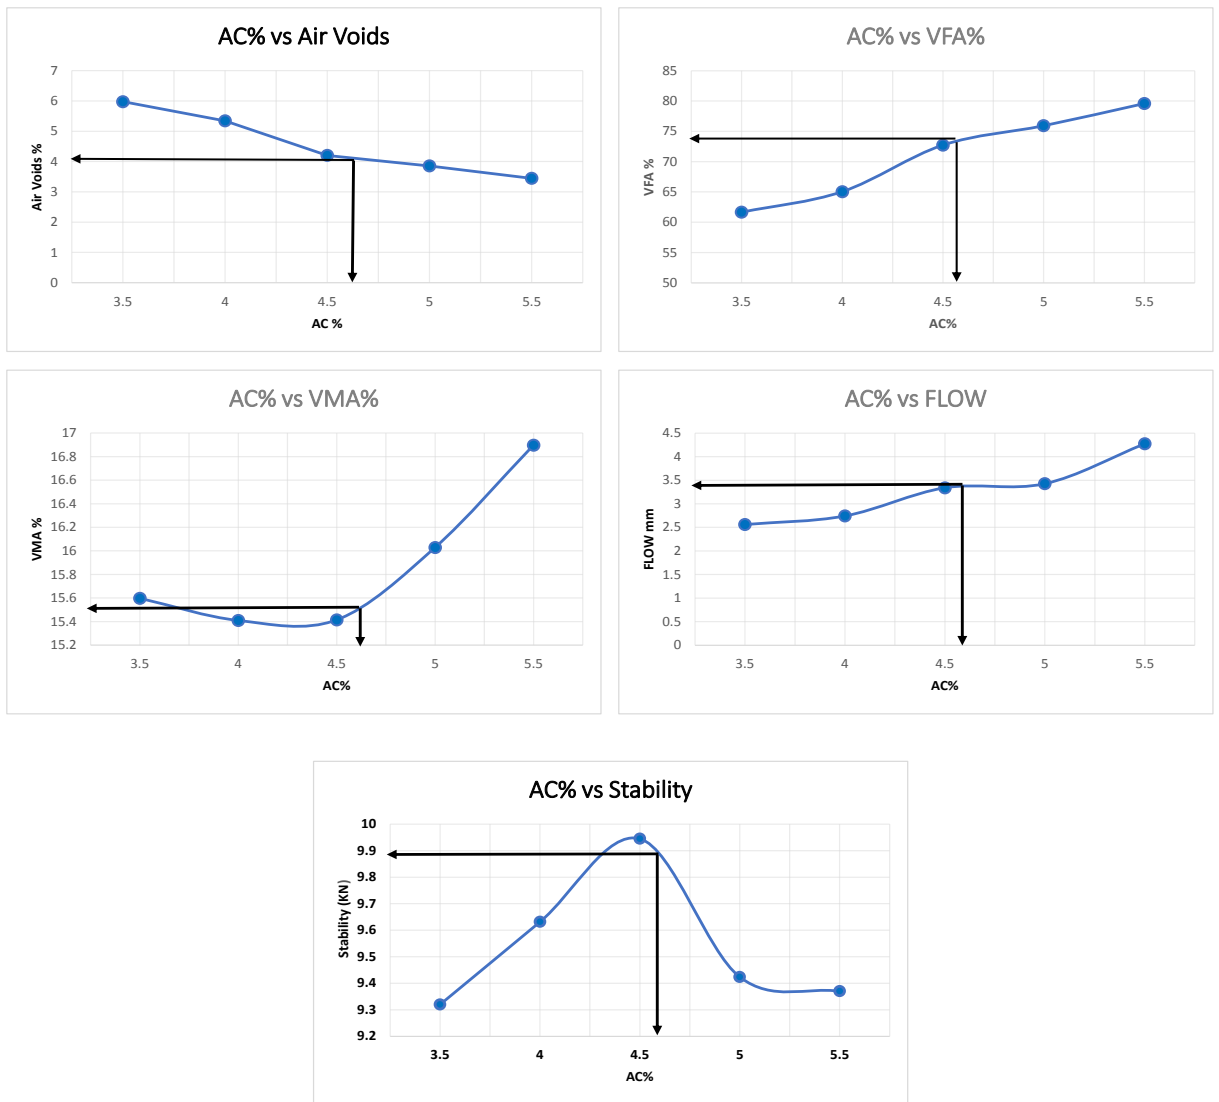 AC% vs Air Voids
7
6
5
4
3
2
1
0
Air Voids %
3.5 4 4.5 5 5.5
AC %
AC% vs VFA%
85
80
75
70
65
60
55
50
VFA %
3.5 4 4.5 5 5.5
AC%
AC% vs VMA%
17
16.8
16.6
16.4
16.2
16
15.8
15.6
15.4
15.2
VMA %
3.5 4 4.5 5 5.5
AC%
AC% vs FLOW
4.5
4
3.5
3
2.5
2
1.5
1
0.5
0
FLOW mm
3.5 4 4.5 5 5.5
AC%
AC% vs Stability
10
9.9
9.8
9.7
9.6
9.5
9.4
9.3
9.2
Stability (KN)
3.5 4 4.5 5 5.5
AC%